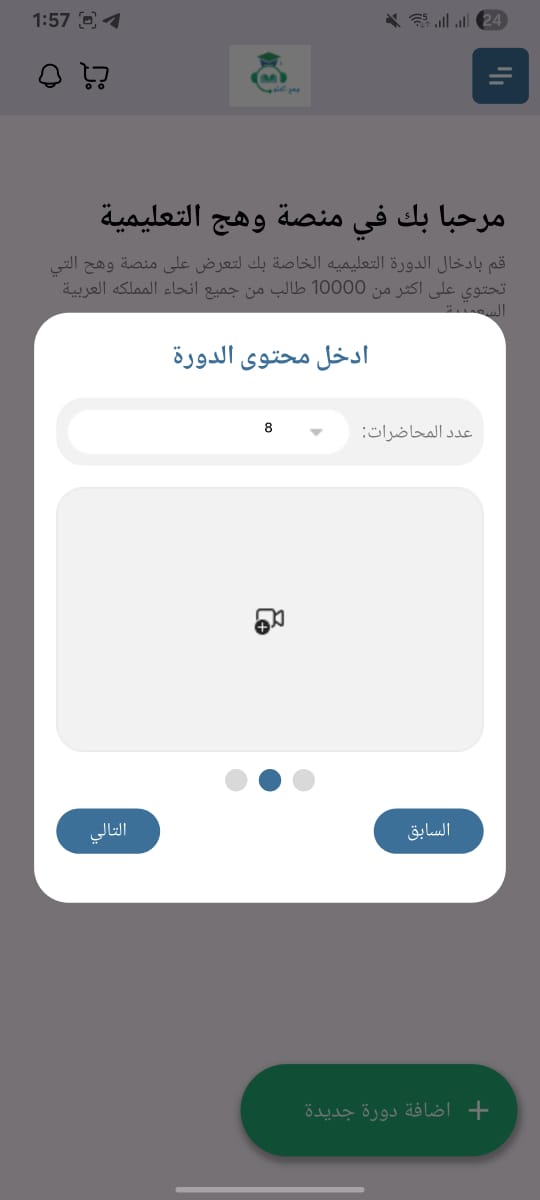 1:57
24
مرحبا بك في منصة وهج التعليمية
قم بادخال الدورة التعليميه الخاصة بك لتعرض على منصة وهج التي
تحتوي على اكثر من 10000 طالب من جميع انحاء المملكه العربية
السعودية
ادخل محتوى الدورة
عدد المحاضرات:
8
السابق
التالي
اضافة دورة جديدة